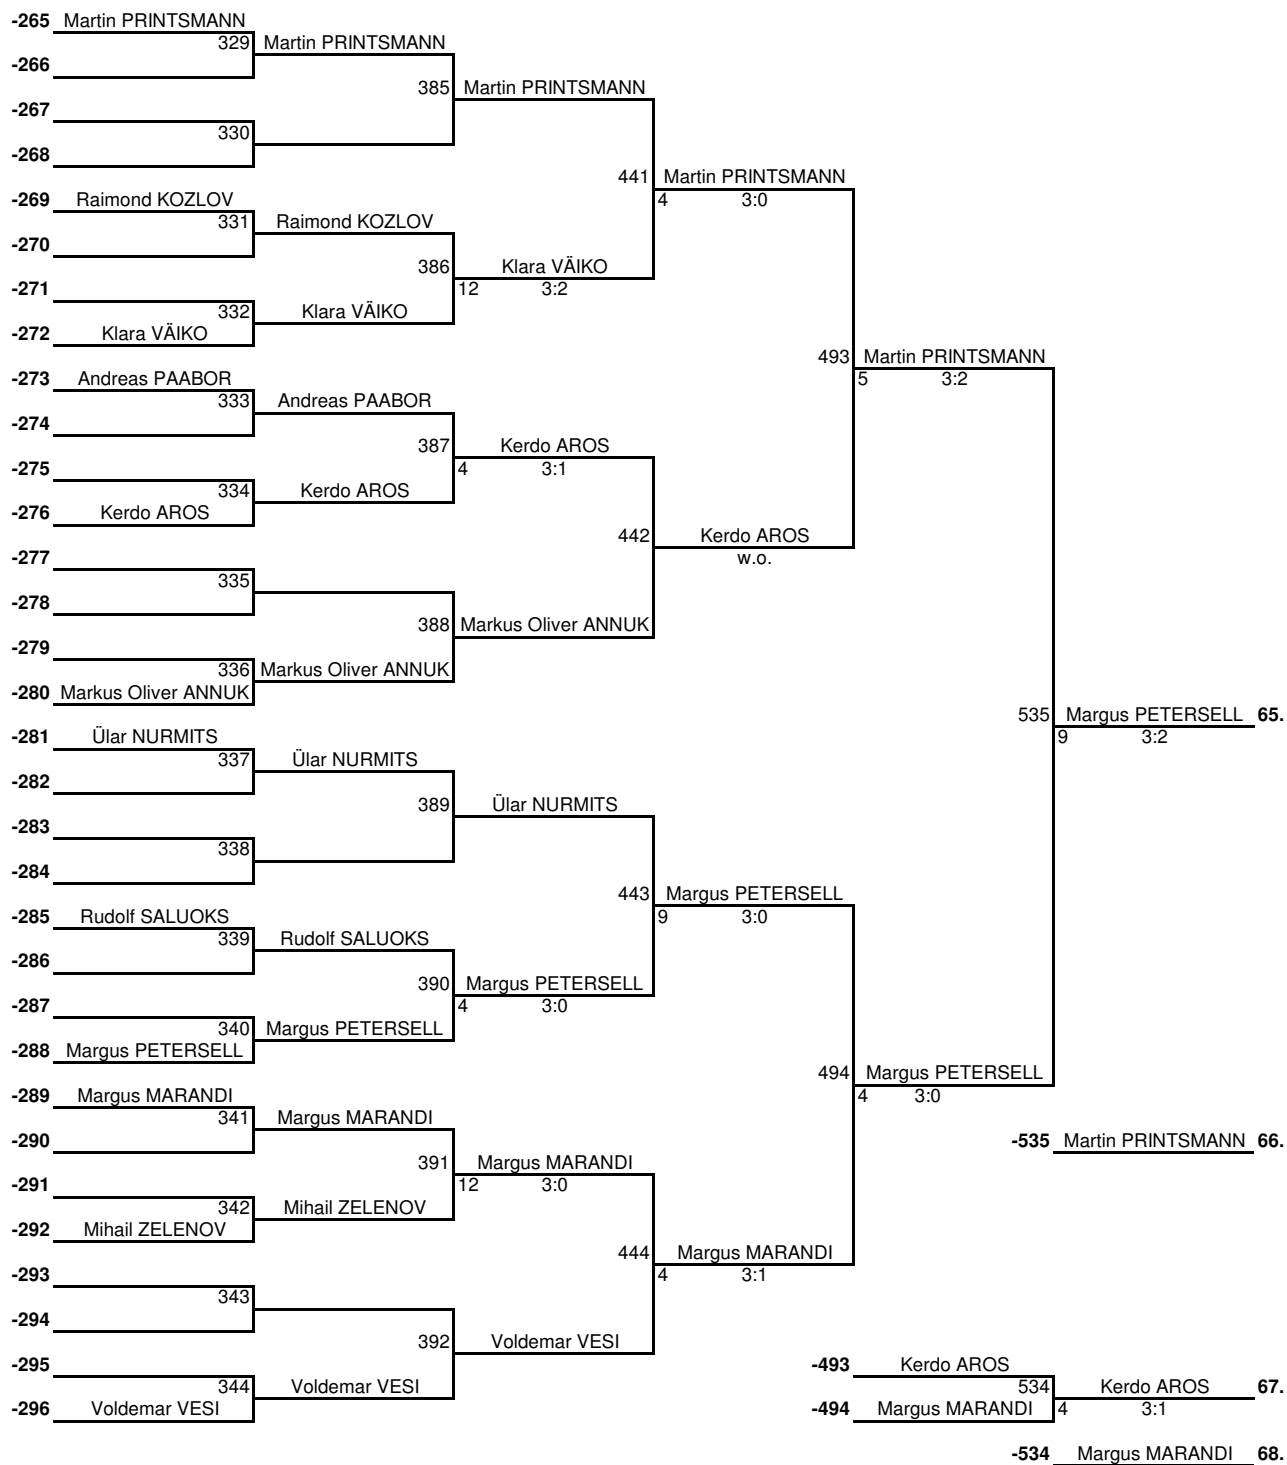 -265 Martin PRINTSMANN
329 Martin PRINTSMANN
-266
385 Martin PRINTSMANN
-267
330
-268
441 Martin PRINTSMANN
4 3:0
-269 Raimond KOZLOV
331 Raimond KOZLOV
-270
386 Klara VÄIKO
12 3:2
-271
332 Klara VÄIKO
-272 Klara VÄIKO
493 Martin PRINTSMANN
5 3:2
-273 Andreas PAABOR
333 Andreas PAABOR
-274
387 Kerdo AROS
4 3:1
-275
334 Kerdo AROS
-276 Kerdo AROS
442 Kerdo AROS
w.o.
-277
335
-278
388 Markus Oliver ANNUK
-279
336 Markus Oliver ANNUK
-280 Markus Oliver ANNUK
535 Margus PETERSELL 65.
9 3:2
-281 Ülar NURMITS
337 Ülar NURMITS
-282
389 Ülar NURMITS
-283
338
-284
443 Margus PETERSELL
9 3:0
-285 Rudolf SALUOKS
339 Rudolf SALUOKS
-286
390 Margus PETERSELL
4 3:0
-287
340 Margus PETERSELL
-288 Margus PETERSELL
494 Margus PETERSELL
4 3:0
-289 Margus MARANDI
341 Margus MARANDI
-290
-535 Martin PRINTSMANN 66.
391 Margus MARANDI
12 3:0
-291
342 Mihail ZELENOV
-292 Mihail ZELENOV
444 Margus MARANDI
4 3:1
-293
343
-294
392 Voldemar VESI
-295
344 Voldemar VESI
-296 Voldemar VESI
-493 Kerdo AROS
534 Kerdo AROS 67.
-494 Margus MARANDI
4 3:1
-534 Margus MARANDI 68.